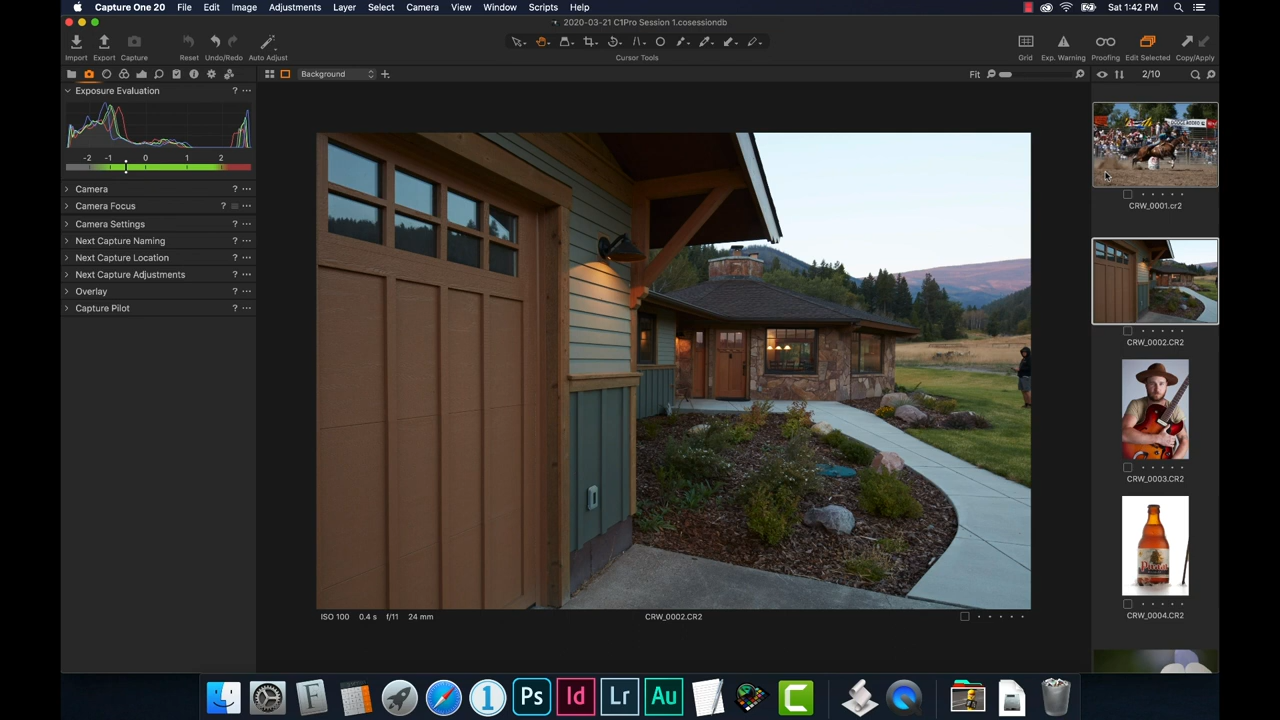 Capture One 20 File Edit Image Adjustments Layer Select Camera View Window Scripts Help Sat 1:42 PM
2020-03-21 C1Pro Session 1.cosessiondb
Import Export Capture Reset Undo/Redo Auto Adjust Cursor Tools Grid Exp. Warning Proofing Edit Selected Copy/Apply
Background Fit 2/10
Exposure Evaluation ? ...
-2 -1 0 1 2
Camera ? ...
Camera Focus ? ...
Camera Settings ? ...
Next Capture Naming ? ...
Next Capture Location ? ...
Next Capture Adjustments ? ...
Overlay ? ...
Capture Pilot ? ...
CRW_0001.cr2
CRW_0002.CR2
CRW_0003.CR2
CRW_0004.CR2
ISO 100 0.4 s f/11 24 mm CRW_0002.CR2
1 Ps Id Lr Au C